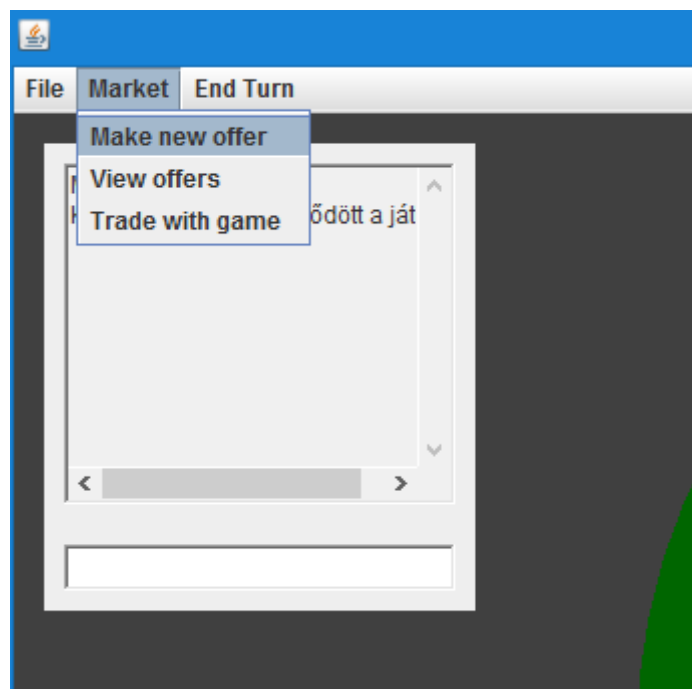 File Market End Turn
Make new offer
View offers
Trade with game
ődött a ját